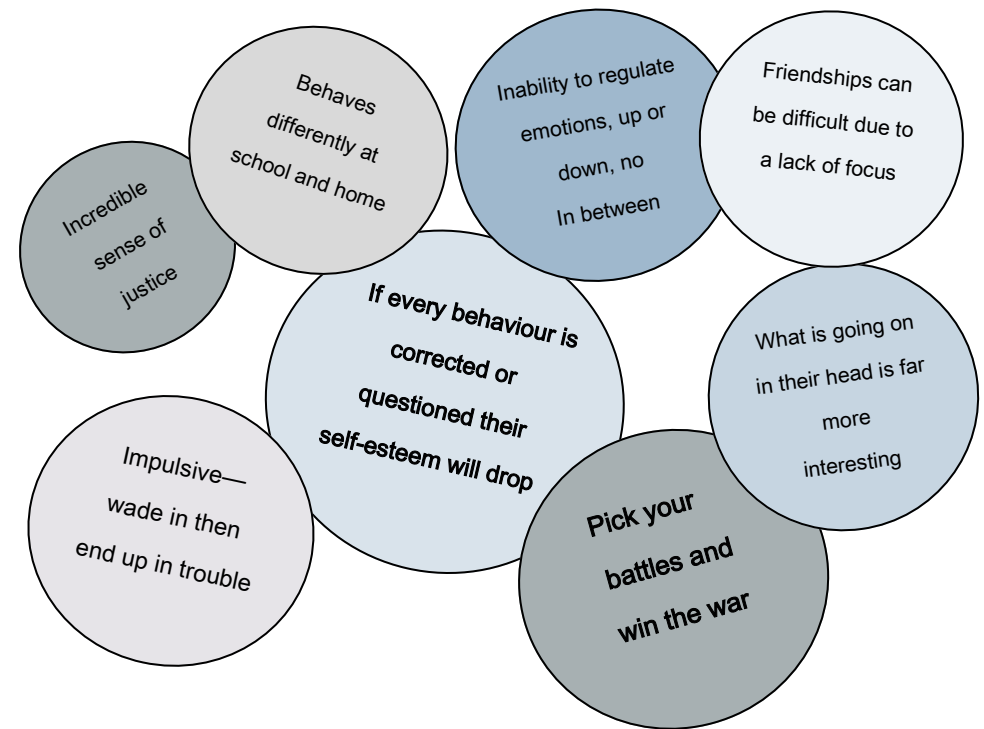 Incredible
sense of
justice
Behaves
differently at
school and home
Inability to regulate
emotions, up or
down, no
In between
Friendships can
be difficult due to
a lack of focus
If every behaviour is
corrected or
questioned their
self-esteem will drop
What is going on
in their head is far
more
interesting
Impulsive—
wade in then
end up in trouble
Pick your
battles and
win the war